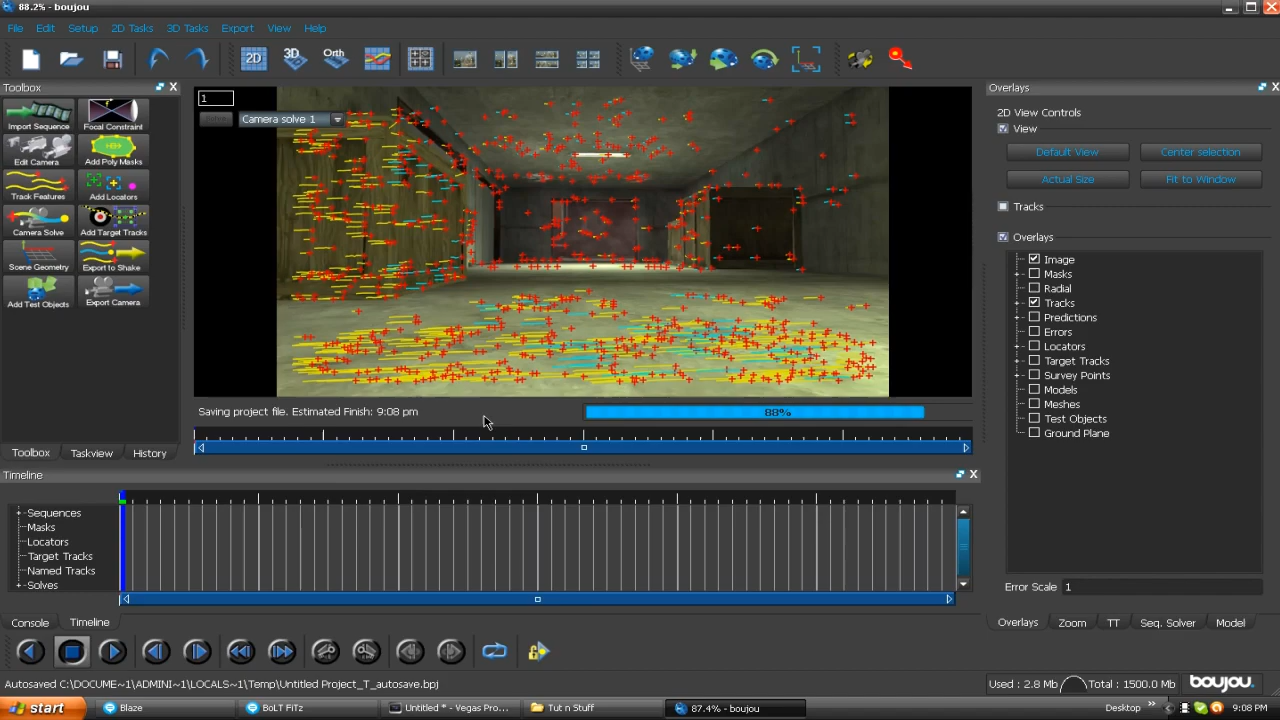 88.2% - boujou
File Edit Setup 2D Tasks 3D Tasks Export View Help
2D 3D Orth
Toolbox
Import Sequence Focal Constraint
Edit Camera Add Poly Masks
Track Features Add Locators
Camera Solve Add Target Tracks
Scene Geometry Export to Shake
Add Test Objects Export Camera
Toolbox Taskview History
1
Camera solve 1
Saving project file. Estimated Finish: 9:08 pm 88%
Overlays
2D View Controls
View
Default View Center selection
Actual Size Fit to Window
Tracks
Overlays
Image
Masks
Radial
Tracks
Predictions
Errors
Locators
Target Tracks
Survey Points
Models
Meshes
Test Objects
Ground Plane
Error Scale 1
Overlays Zoom TT Seq. Solver Model
Timeline
Sequences
Masks
Locators
Target Tracks
Named Tracks
Solves
Console Timeline
Autosaved C:\DOCUME~1\ADMINI~1\LOCALS~1\Temp\Untitled Project_T_autosave.bpj
Used : 2.8 Mb Total : 1500.0 Mb boujou.
start Blaze BoLT FiTz Untitled * - Vegas Pro... Tut n Stuff 87.4% - boujou Desktop 9:08 PM